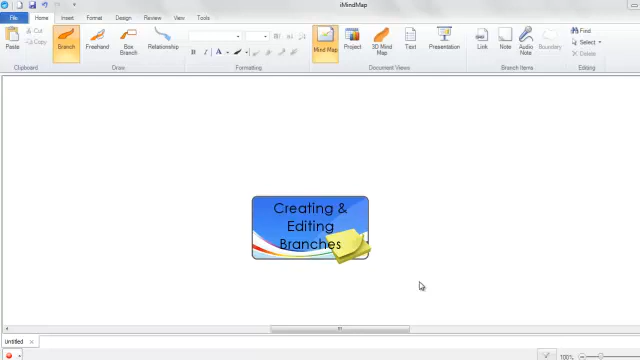 iMindMap
File Home Insert Format Design Review View Tools
Paste Cut Copy Branch Freehand Box Branch Relationship Mind Map Project 3D Mind Map Text Presentation Link Note Audio Note Boundary Find Select Delete
B I U A
Clipboard Draw Formatting Document Views Branch Items Editing
Creating &
Editing
Branches
Untitled
100%